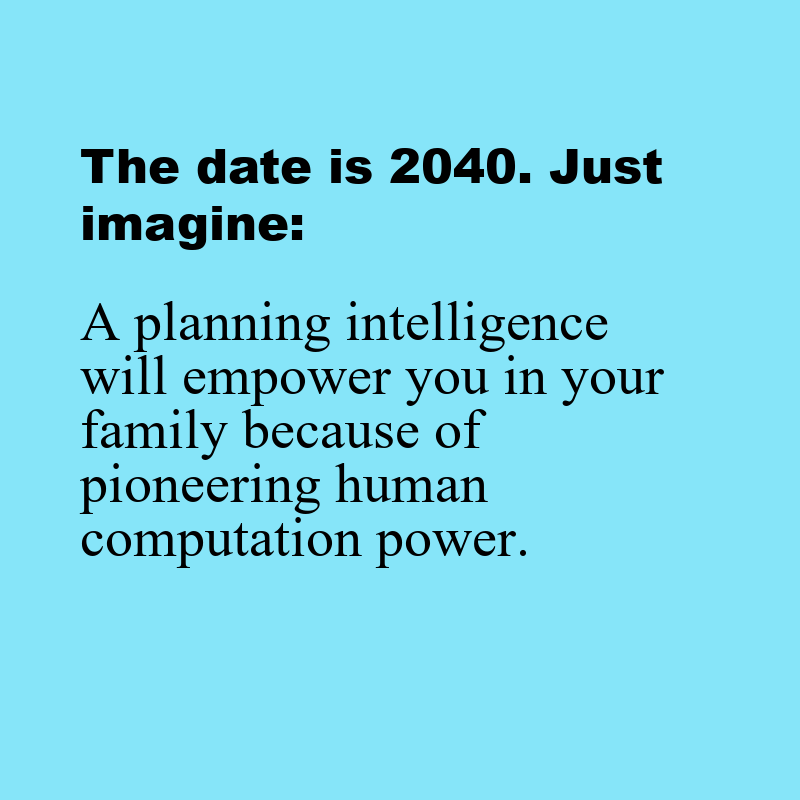 The date is 2040. Just
imagine:
A planning intelligence
will empower you in your
family because of
pioneering human
computation power.